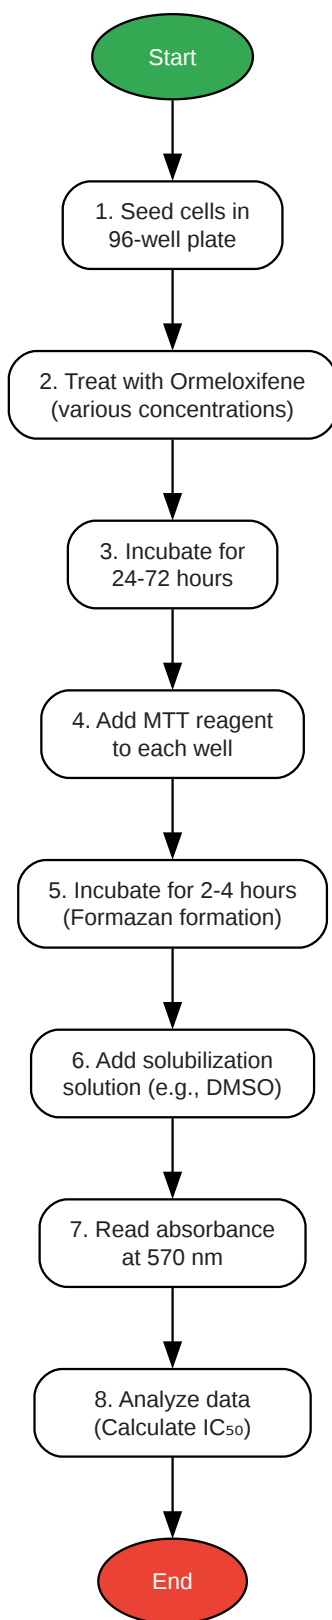 Start
1. Seed cells in
96-well plate
2. Treat with Ormeloxifene
(various concentrations)
3. Incubate for
24-72 hours
4. Add MTT reagent
to each well
5. Incubate for 2-4 hours
(Formazan formation)
6. Add solubilization
solution (e.g., DMSO)
7. Read absorbance
at 570 nm
8. Analyze data
(Calculate IC₅₀)
End